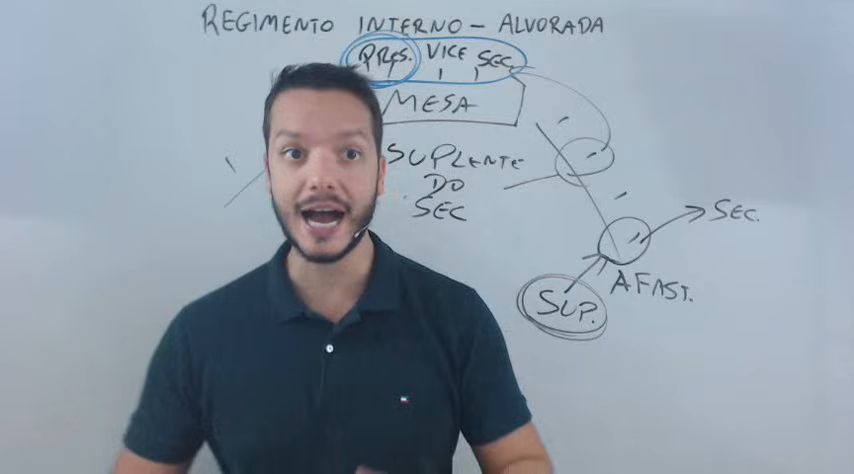 REGIMENTO INTERNO - ALVORADA
PRES. VICE SEC.
MESA
SUPLENTE
DO
SEC
SEC.
AFAST.
SUP.